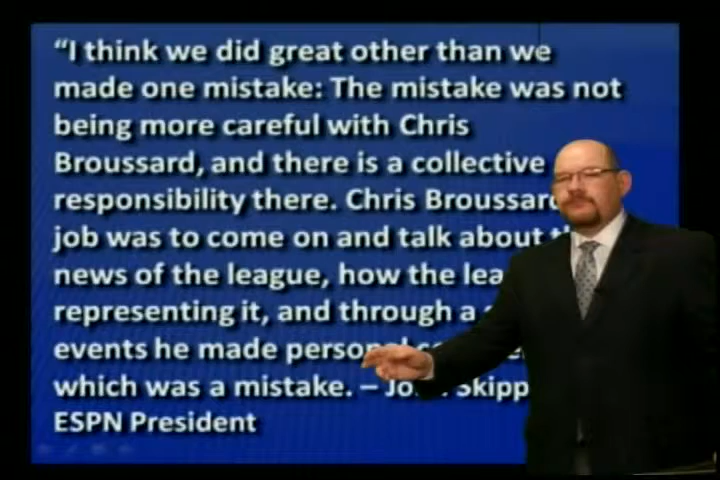 “I think we did great other than we
made one mistake: The mistake was not
being more careful with Chris
Broussard, and there is a collective
responsibility there. Chris Broussard
job was to come on and talk about
news of the league, how the
representing it, and through a
events he made
which was a mistake. –
ESPN President